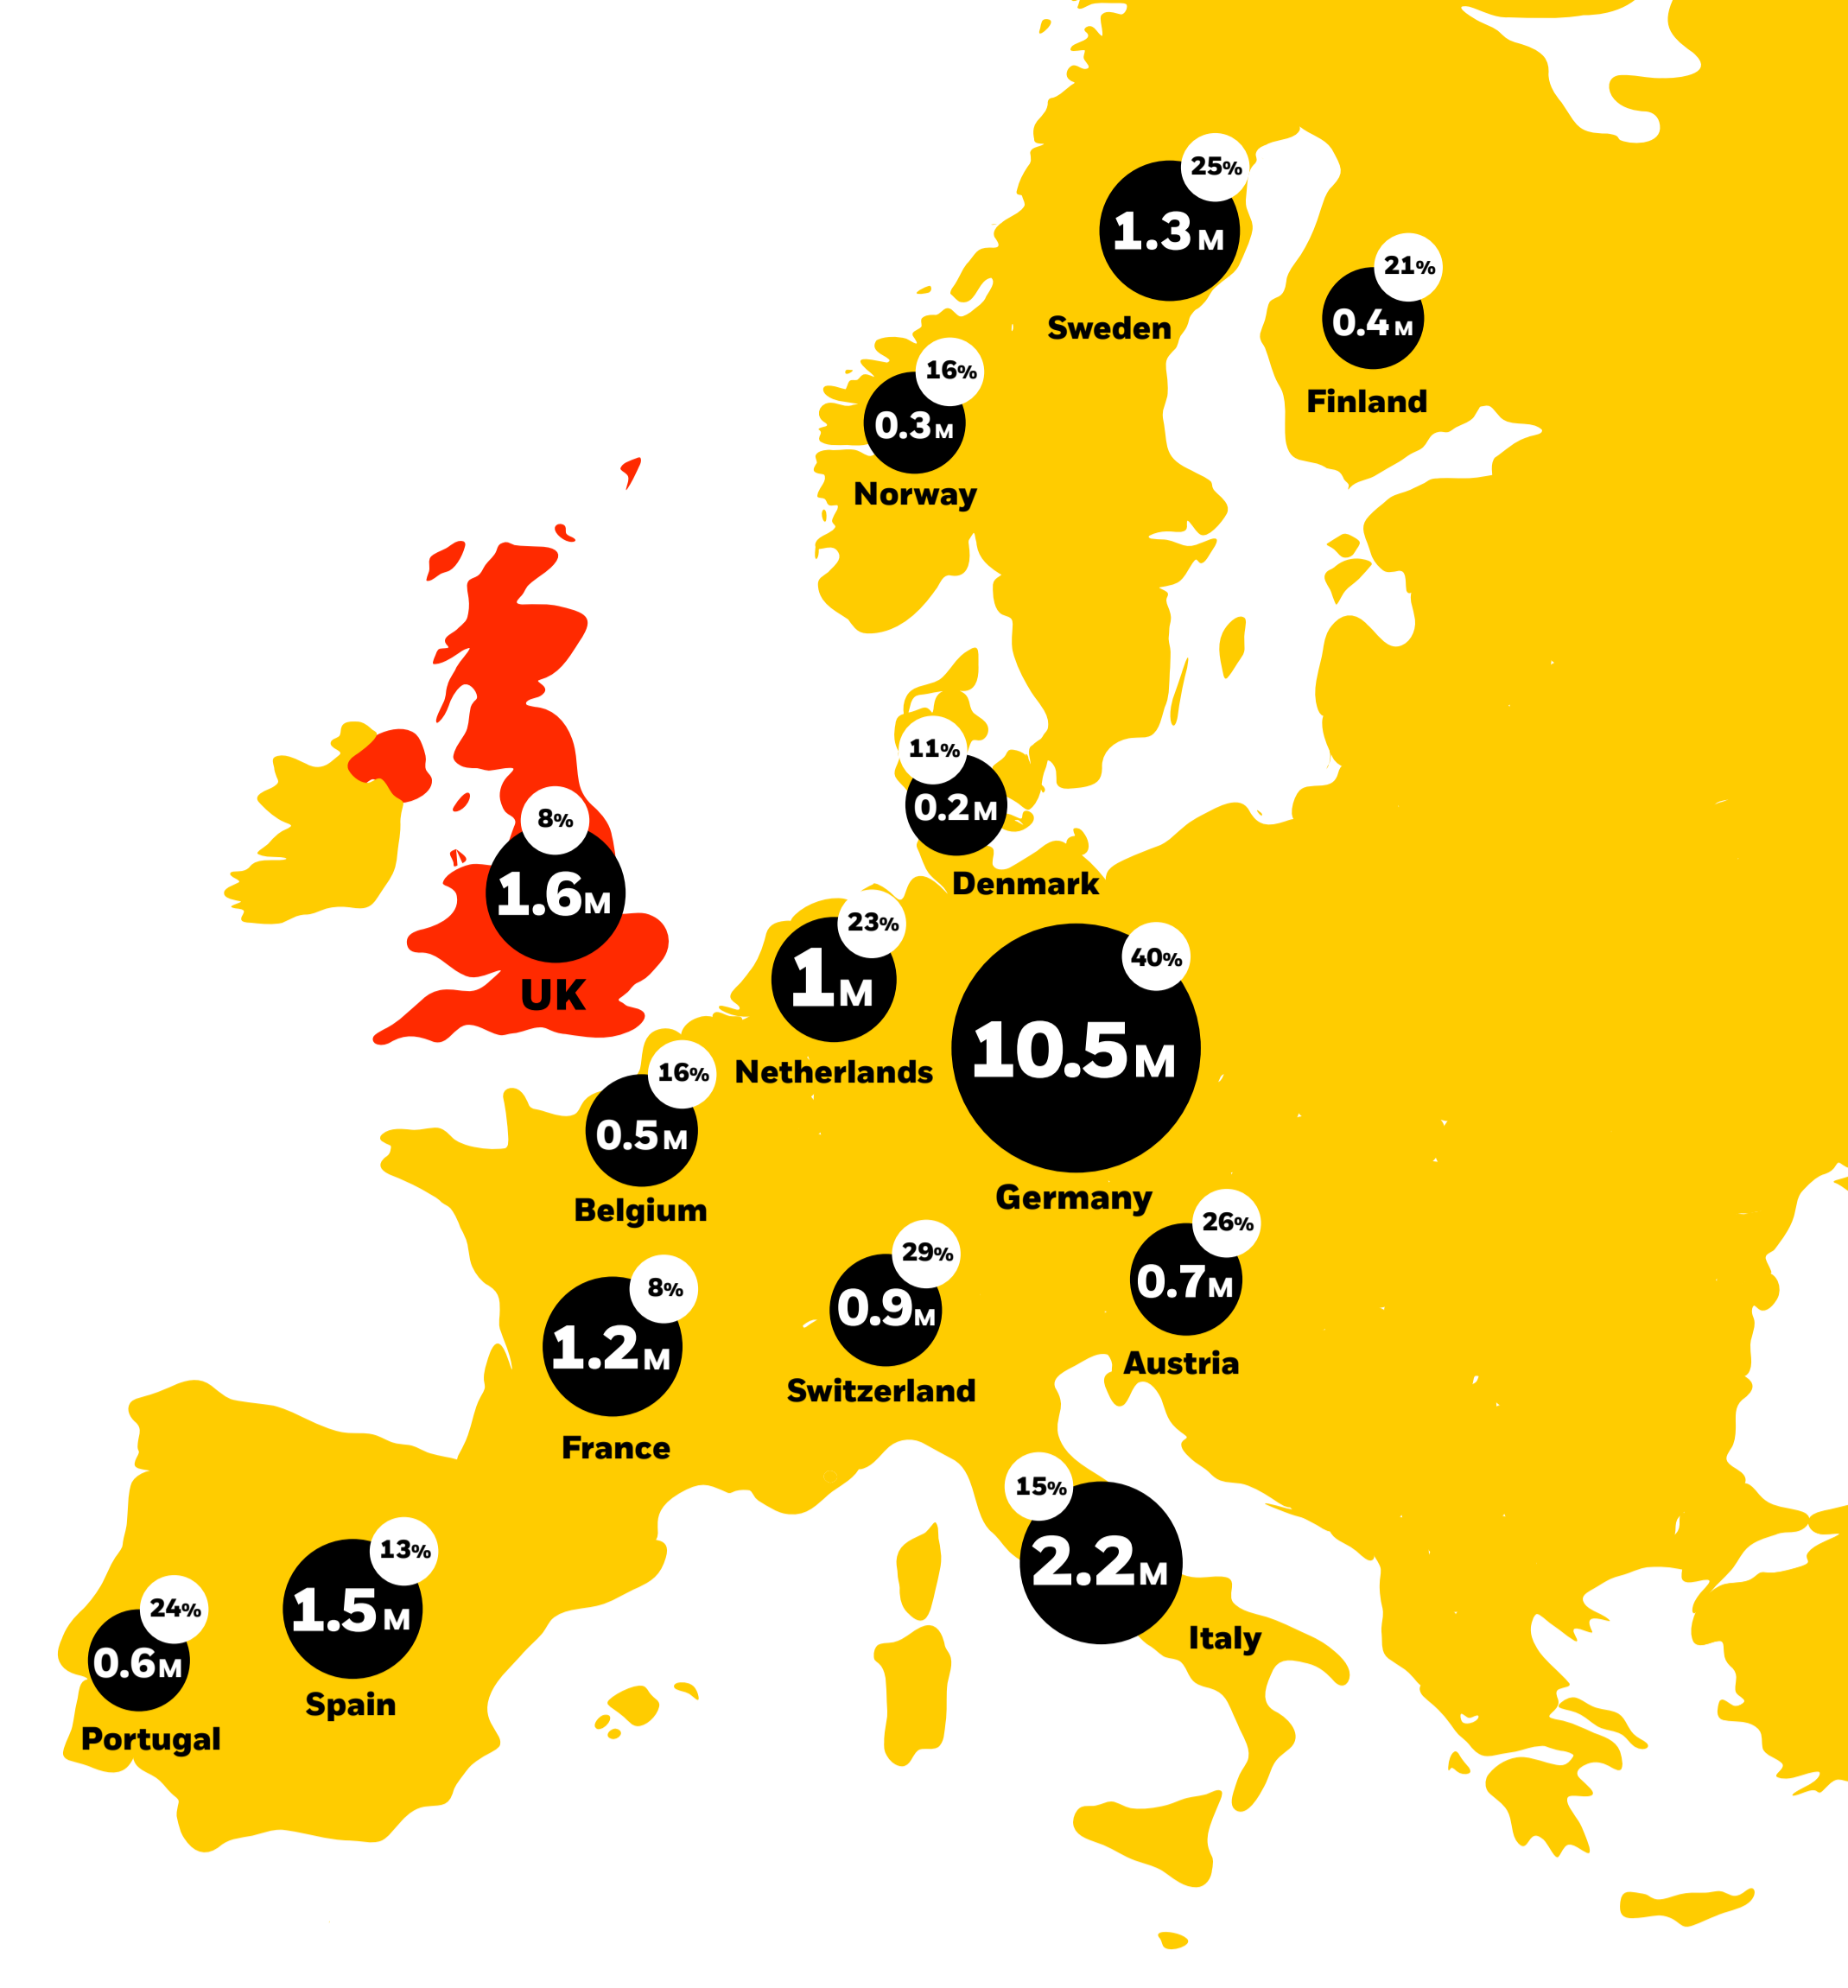 25%
1.3M
Sweden
21%
0.4M
Finland
16%
0.3M
Norway
11%
0.2M
Denmark
8%
1.6M
UK
23%
1M
Netherlands
40%
10.5M
Germany
16%
0.5M
Belgium
26%
0.7M
Austria
29%
0.9M
Switzerland
8%
1.2M
France
15%
2.2M
Italy
13%
1.5M
Spain
24%
0.6M
Portugal